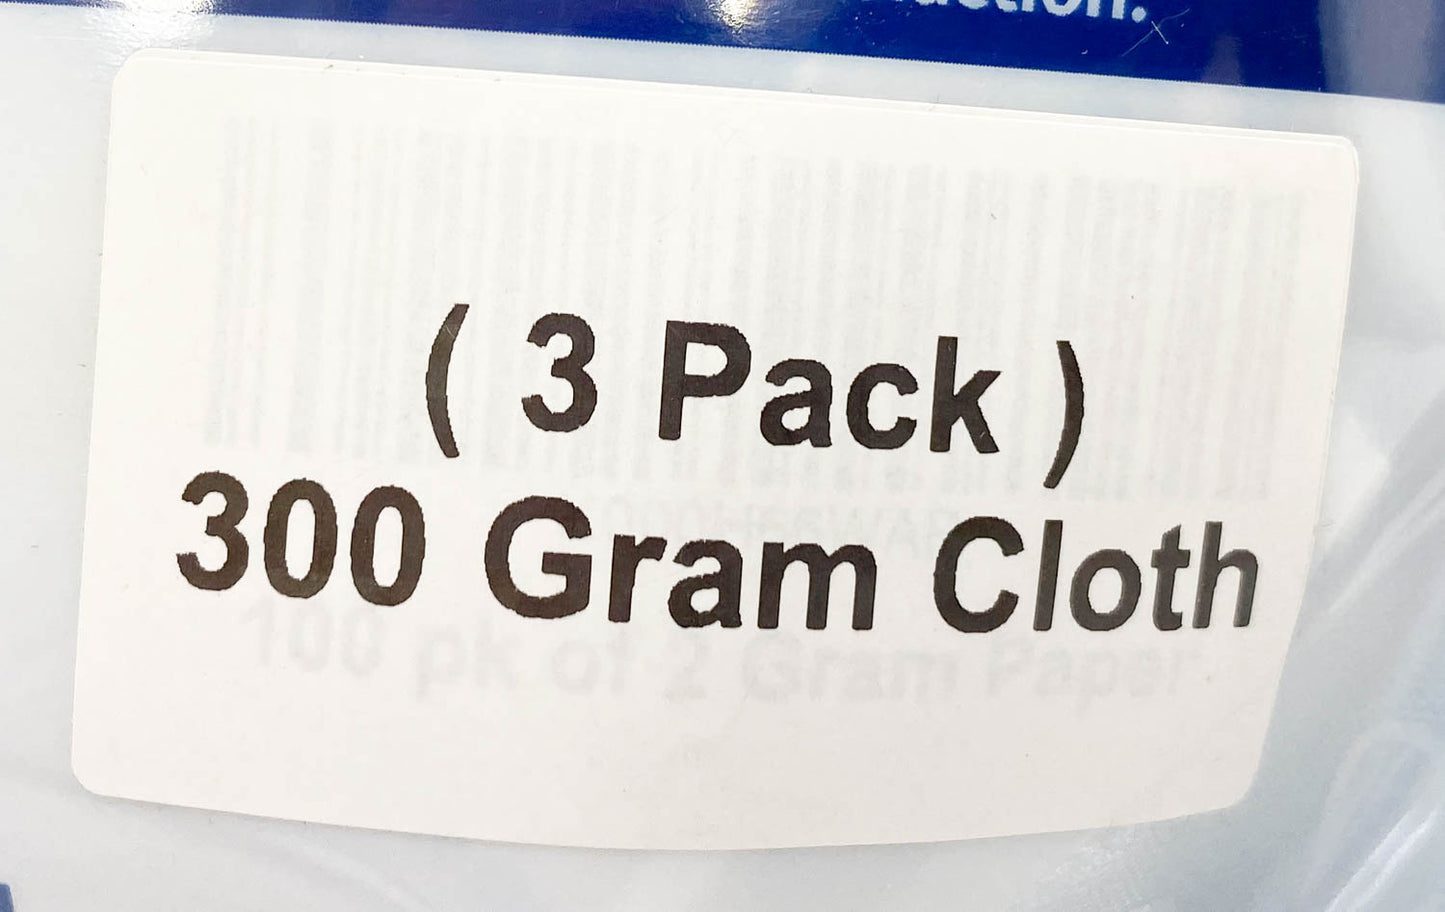 ( 3 Pack )
300 Gram Cloth
100 pk of 2 Gram Paper